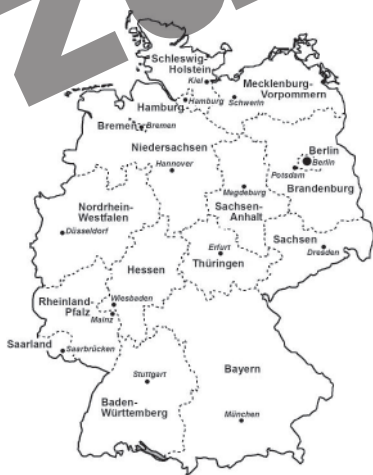 Schleswig-
Holstein
Kiel
Mecklenburg-
Vorpommern
Hamburg
Hamburg
Schwerin
Bremen
Bremen
Niedersachsen
Hannover
Berlin
Berlin
Potsdam
Brandenburg
Magdeburg
Sachsen-
Anhalt
Nordrhein-
Westfalen
Düsseldorf
Sachsen
Dresden
Erfurt
Thüringen
Hessen
Rheinland-
Pfalz
Wiesbaden
Mainz
Saarland
Saarbrücken
Stuttgart
Bayern
Baden-
Württemberg
München